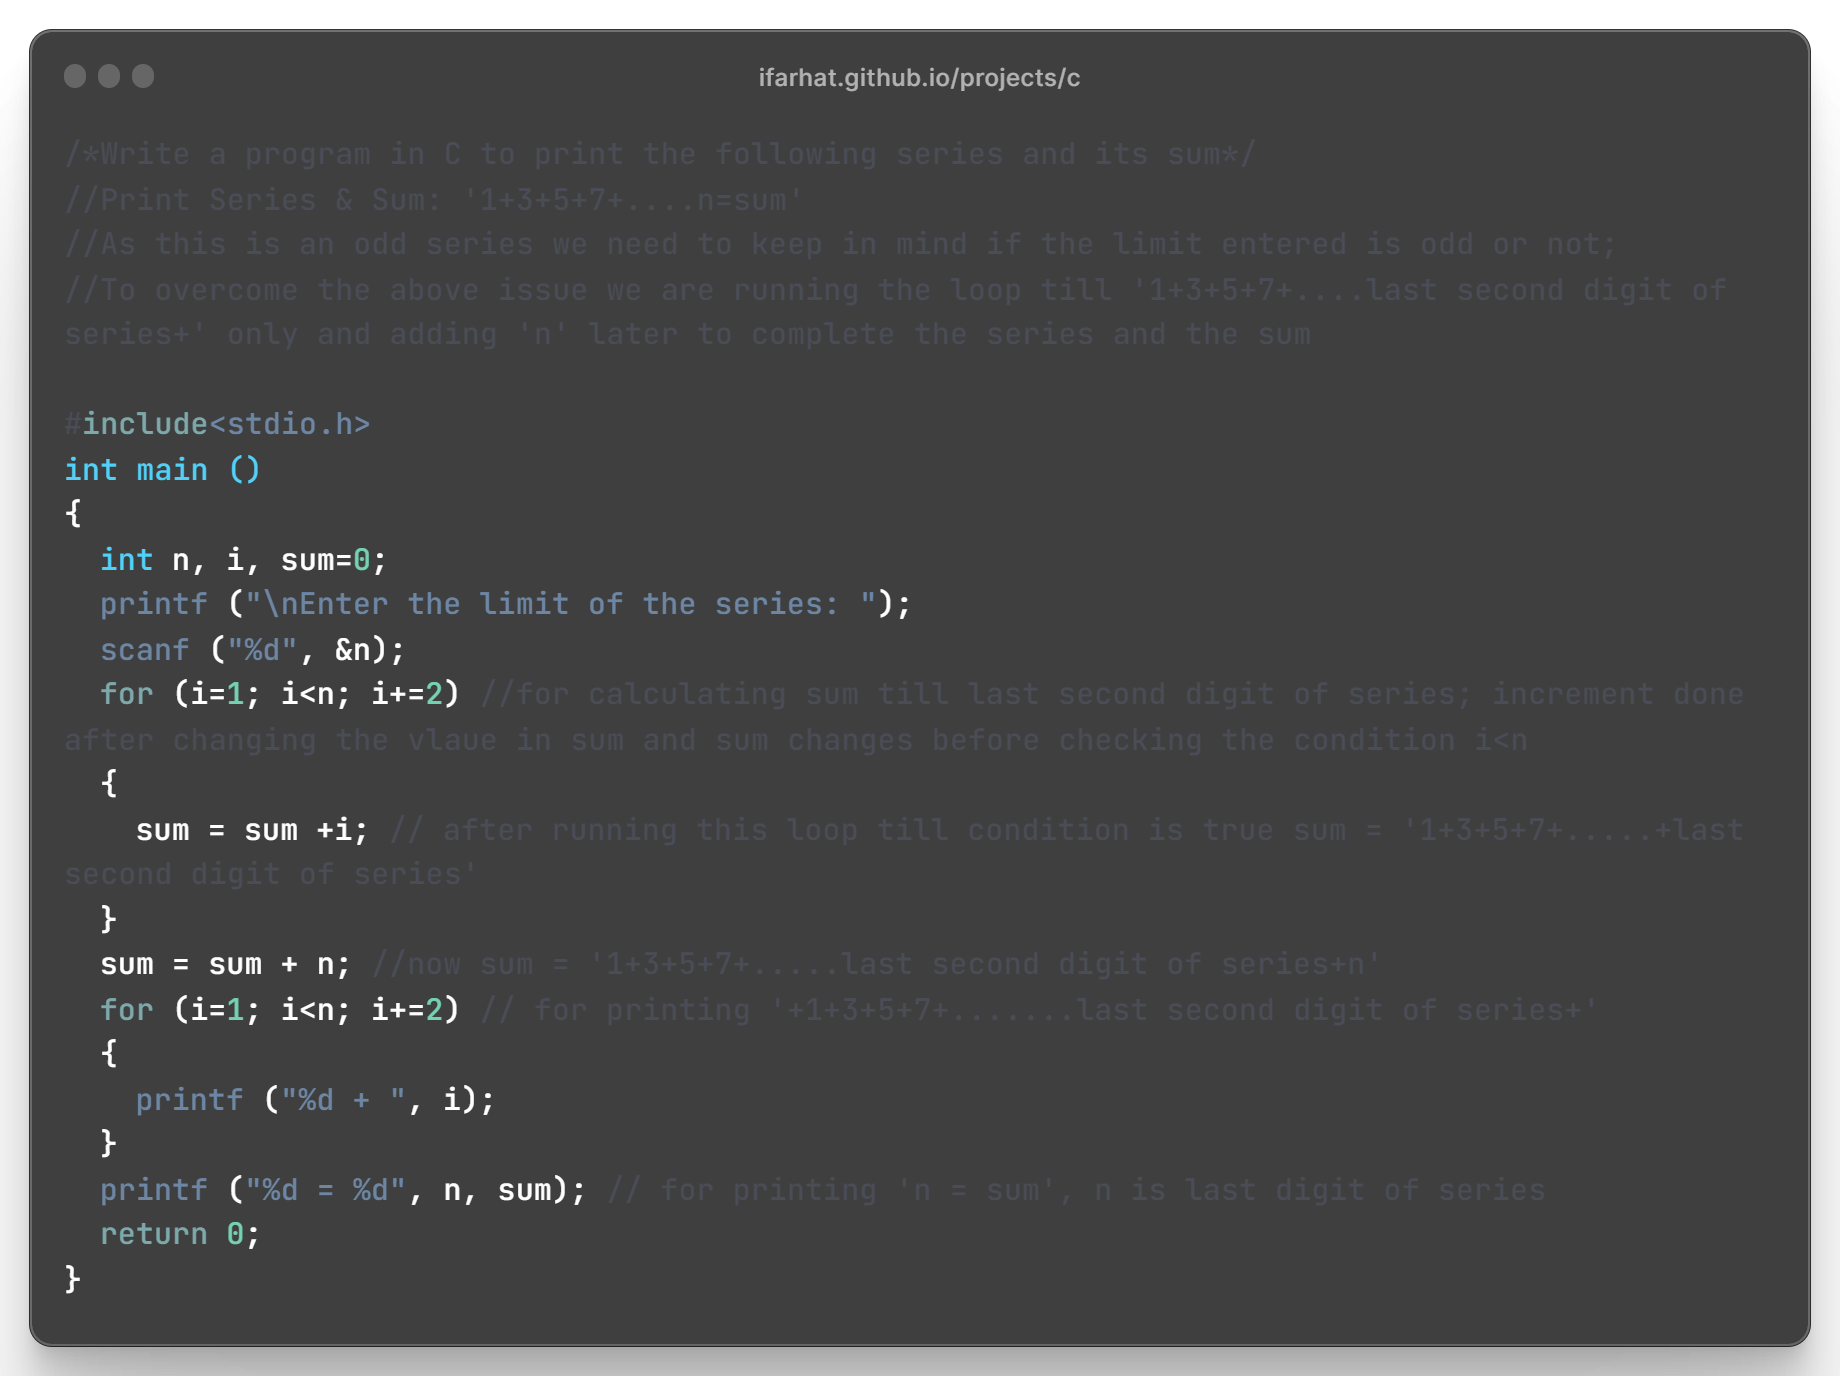 ifarhat.github.io/projects/c
/*Write a program in C to print the following series and its sum*/
//Print Series & Sum: '1+3+5+7+....n=sum'
//As this is an odd series we need to keep in mind if the limit entered is odd or not;
//To overcome the above issue we are running the loop till '1+3+5+7+....last second digit of
series+' only and adding 'n' later to complete the series and the sum
#include<stdio.h>
int main ()
{
  int n, i, sum=0;
  printf ("\nEnter the limit of the series: ");
  scanf ("%d", &n);
  for (i=1; i<n; i+=2) //for calculating sum till last second digit of series; increment done
after changing the vlaue in sum and sum changes before checking the condition i<n
  {
    sum = sum +i; // after running this loop till condition is true sum = '1+3+5+7+.....+last
second digit of series'
  }
  sum = sum + n; //now sum = '1+3+5+7+.....last second digit of series+n'
  for (i=1; i<n; i+=2) // for printing '+1+3+5+7+.......last second digit of series+'
  {
    printf ("%d + ", i);
  }
  printf ("%d = %d", n, sum); // for printing 'n = sum', n is last digit of series
  return 0;
}